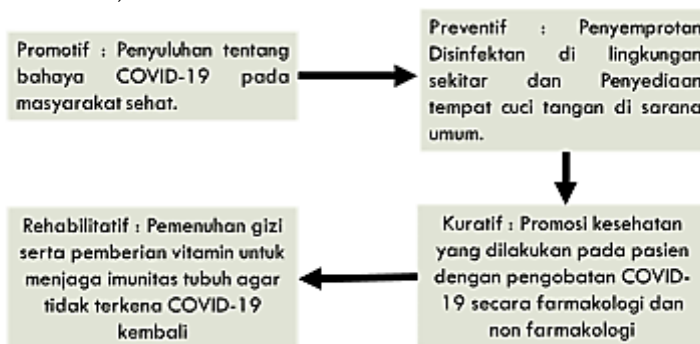 Promotif : Penyuluhan tentang
bahaya COVID-19 pada
masyarakat sehat.
Preventif : Penyemprotan
Disinfektan di lingkungan
sekitar dan Penyediaan
tempat cuci tangan di sarana
umum.
Kuratif : Promosi kesehatan
yang dilakukan pada pasien
dengan pengobatan COVID-
19 secara farmakologi dan
non farmakologi
Rehabilitatif : Pemenuhan gizi
serta pemberian vitamin untuk
menjaga imunitas tubuh agar
tidak terkena COVID-19
kembali